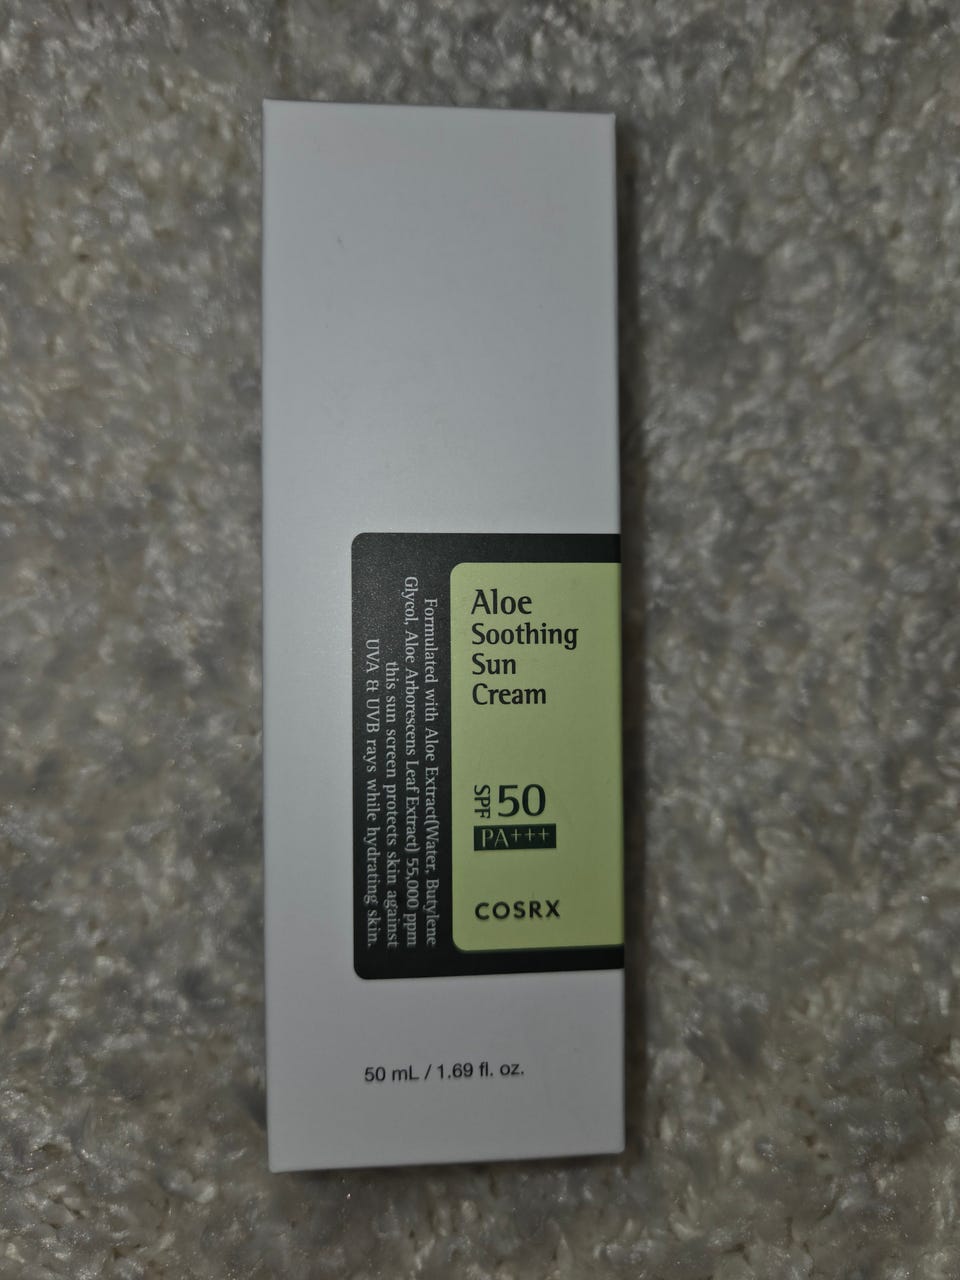 Aloe
Soothing
Sun
Cream
SPF 50
PA+++
COSRX
Formulated with Aloe Extract(Water, Butylene
Glycol, Aloe Arborescens Leaf Extract) 55,000 ppm
this sun screen protects skin against
UVA & UVB rays while hydrating skin.
50 mL / 1.69 fl. oz.